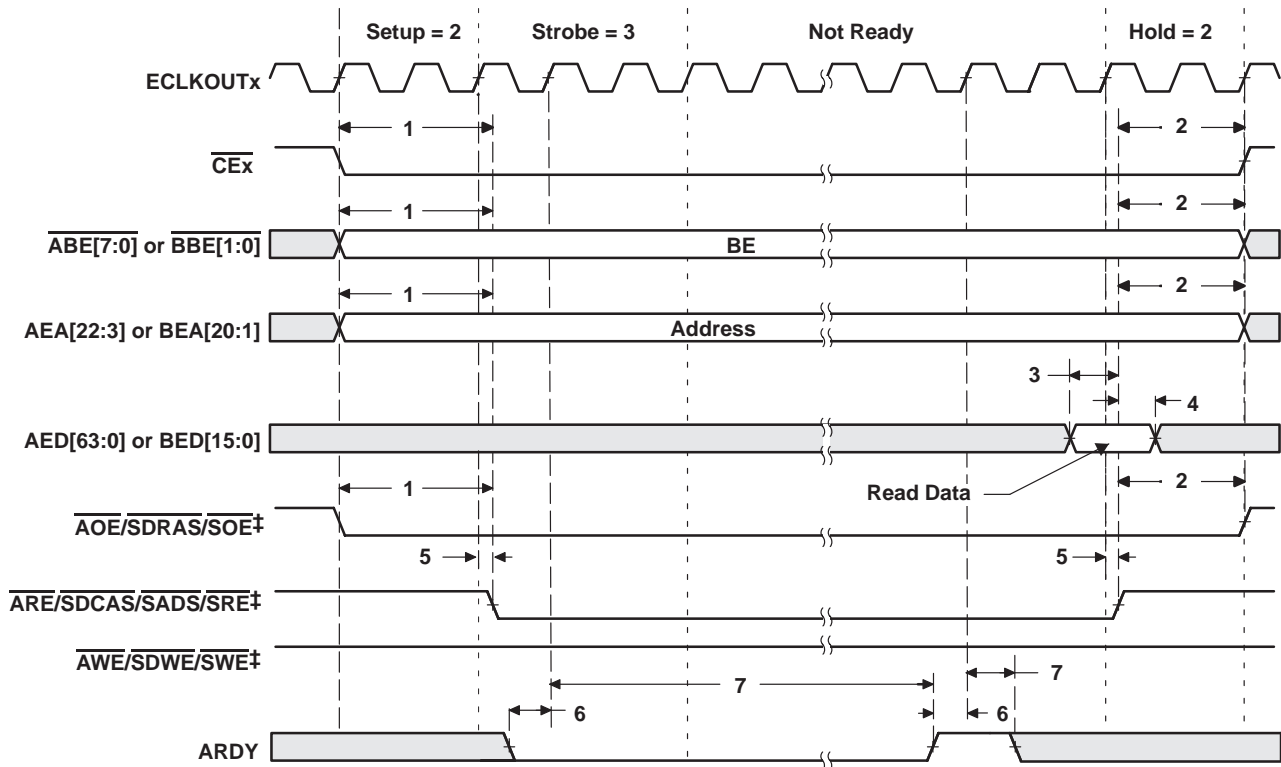 Setup = 2 Strobe = 3 Not Ready Hold = 2
ECLKOUTx
1 2
CEx
1 2
ABE[7:0] or BBE[1:0] BE
1 2
AEA[22:3] or BEA[20:1] Address
3
4
AED[63:0] or BED[15:0]
1 Read Data 2
AOE/SDRAS/SOE‡
5 5
ARE/SDCAS/SADS/SRE‡
AWE/SDWE/SWE‡
7 7
6 6
ARDY